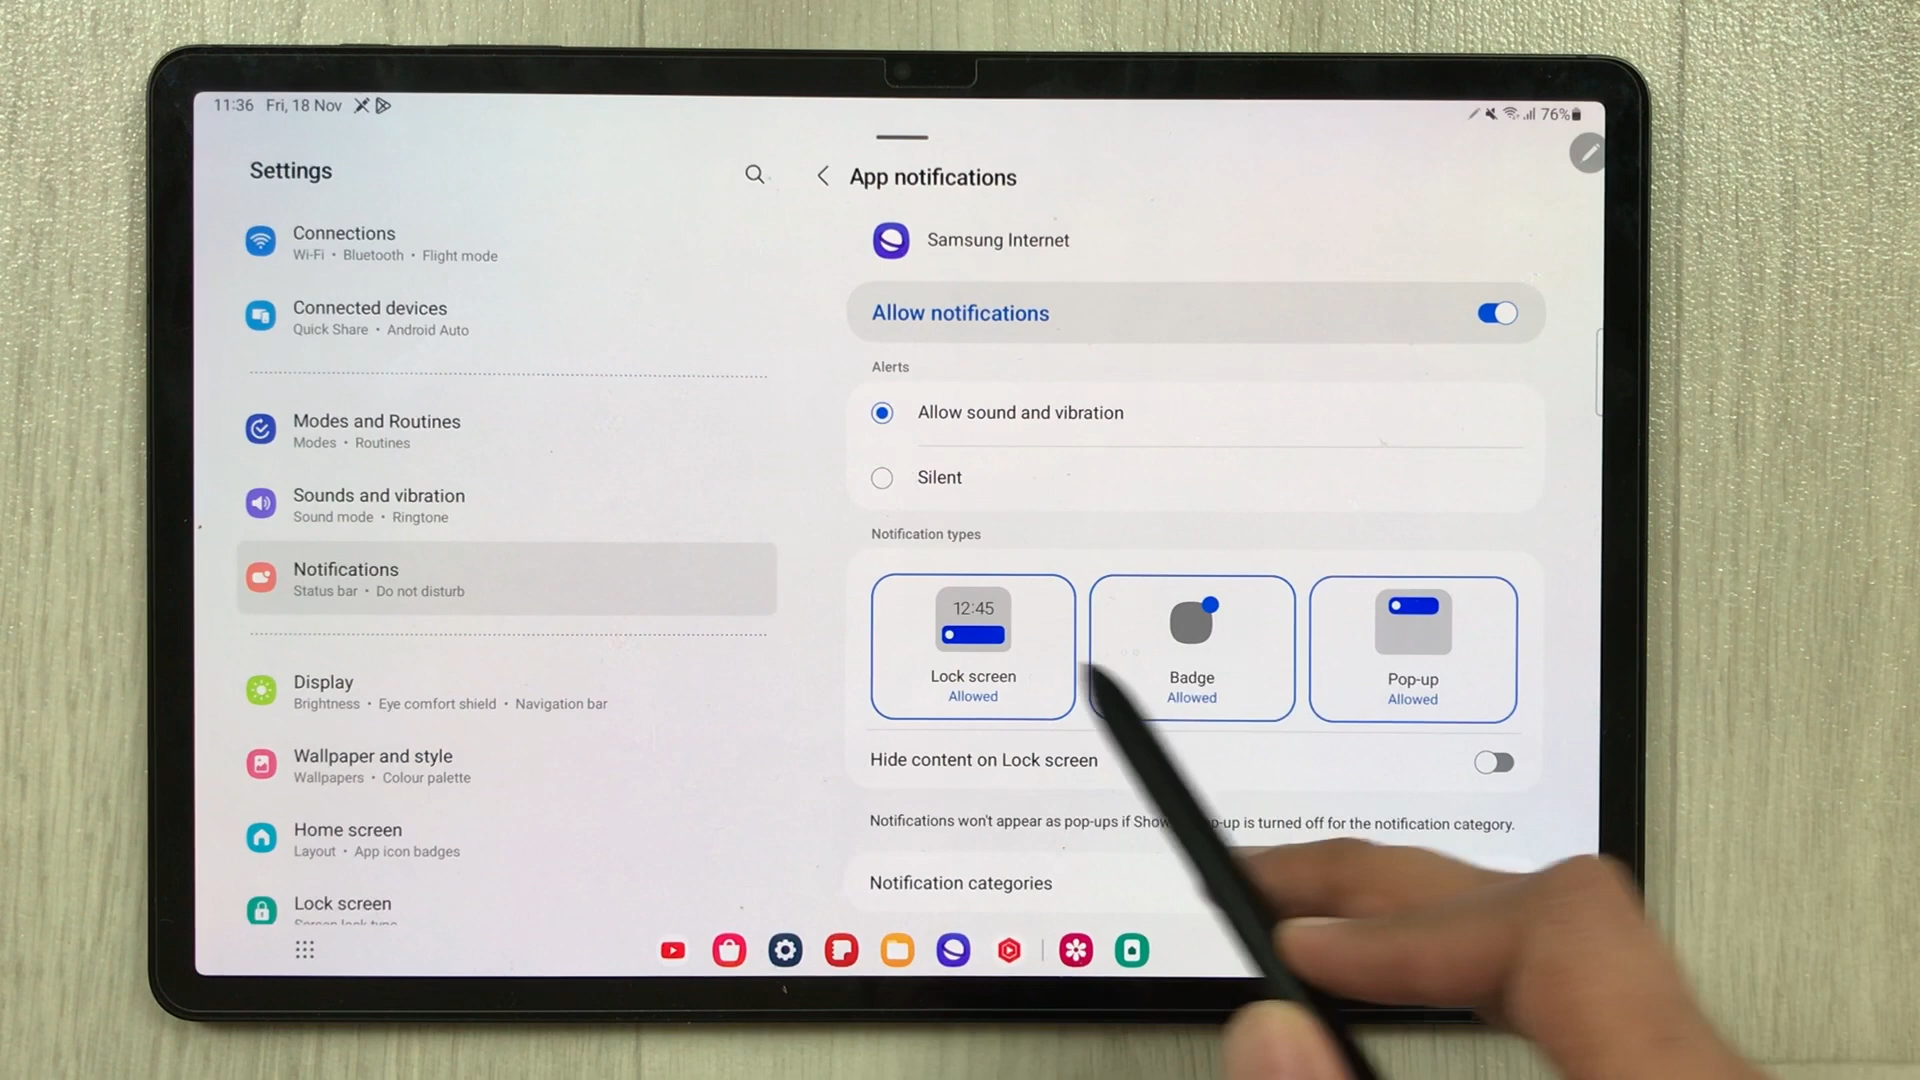 11:36 Fri, 18 Nov
76%
Settings
Connections
Wi-Fi • Bluetooth • Flight mode
Connected devices
Quick Share • Android Auto
Modes and Routines
Modes • Routines
Sounds and vibration
Sound mode • Ringtone
Notifications
Status bar • Do not disturb
Display
Brightness • Eye comfort shield • Navigation bar
Wallpaper and style
Wallpapers • Colour palette
Home screen
Layout • App icon badges
Lock screen
Screen lock type
App notifications
Samsung Internet
Allow notifications
Alerts
Allow sound and vibration
Silent
Notification types
12:45
Lock screen
Allowed
Badge
Allowed
Pop-up
Allowed
Hide content on Lock screen
Notifications won't appear as pop-ups if Show p-up is turned off for the notification category.
Notification categories